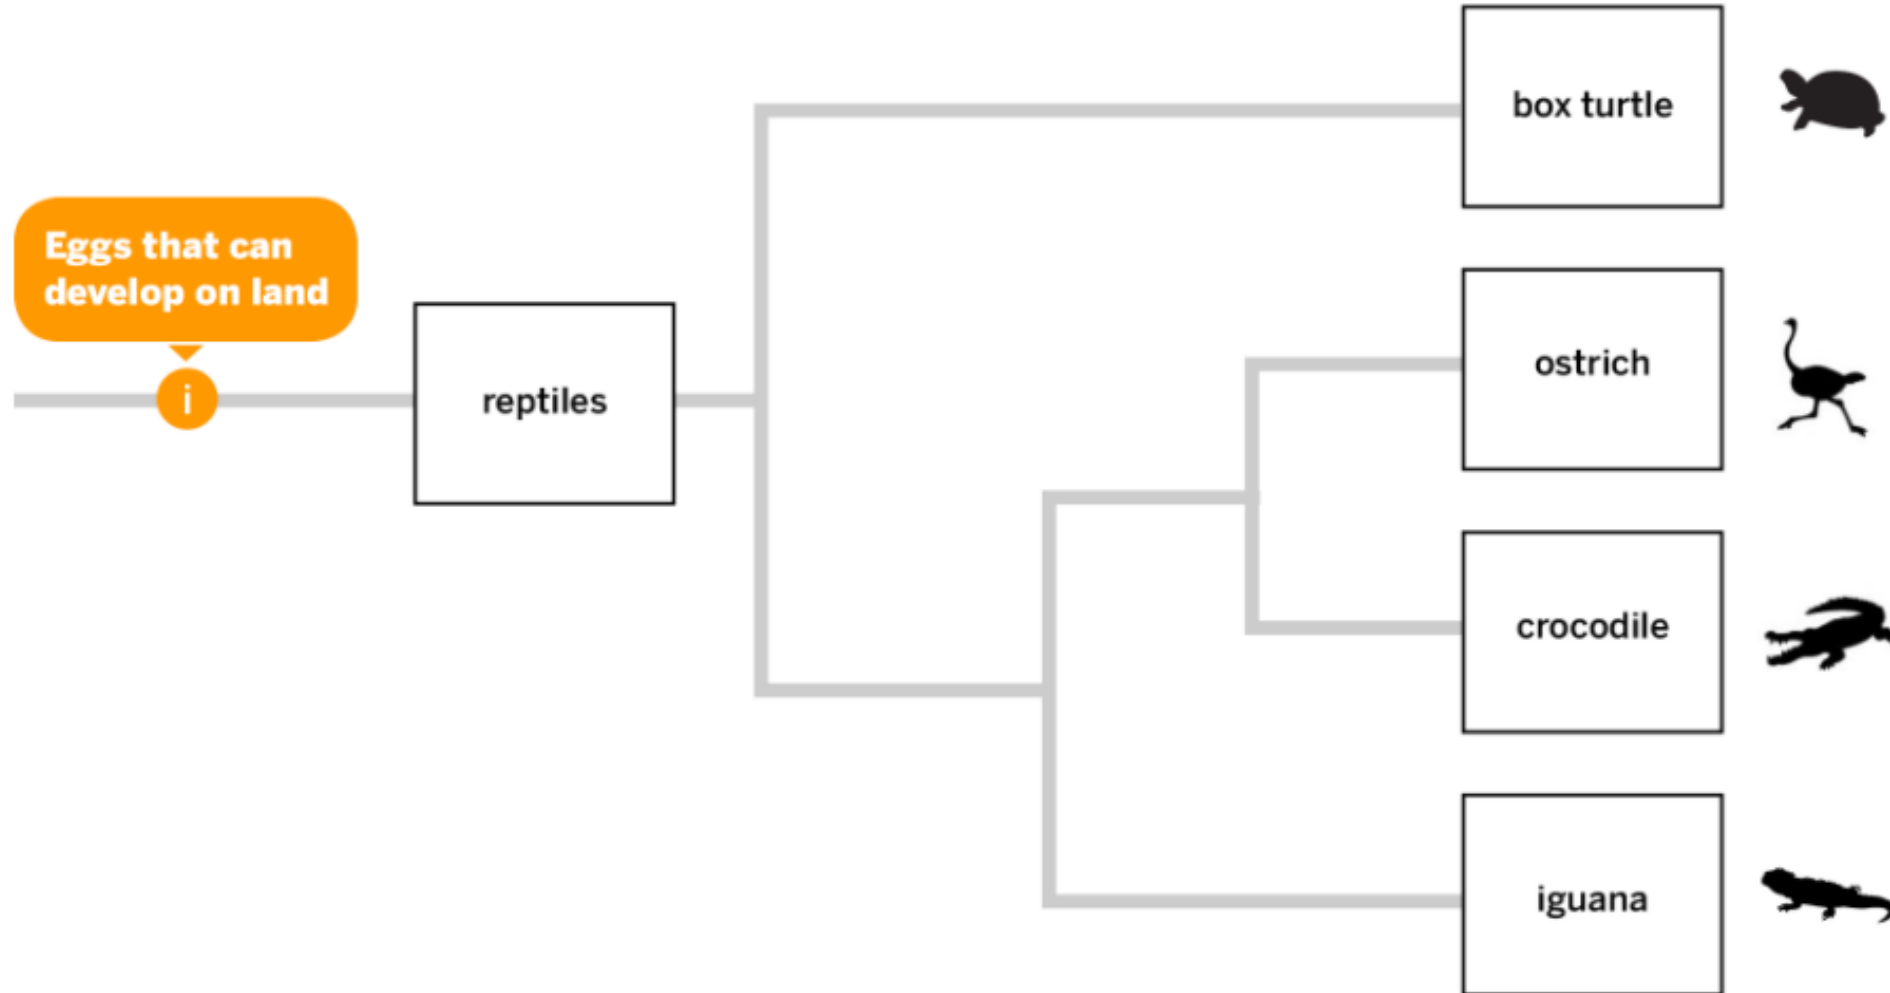 box turtle
Eggs that can
develop on land
i
reptiles
ostrich
crocodile
iguana